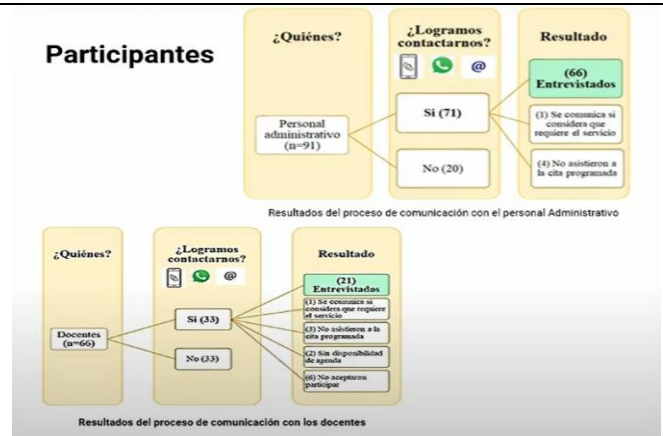 Participantes
¿Quiénes?
¿Logramos
contactarnos?
@
Resultado
Personal
administrativo
(n=91)
Si (71)
No (20)
(66)
Entrevistados
(1) Se comunica si
considera que
requiere el servicio
(4) No asistieron a
la cita programada
Resultados del proceso de comunicación con el personal Administrativo
¿Quiénes?
¿Logramos
contactarnos?
@
Resultado
Docentes
(n=66)
Si (33)
No (33)
(21)
Entrevistados
(1) Se comunica si
considera que requiere
el servicio
(3) No asistieron a la
cita programada
(2) Sin disponibilidad
de agenda
(6) No aceptaron
participar
Resultados del proceso de comunicación con los docentes